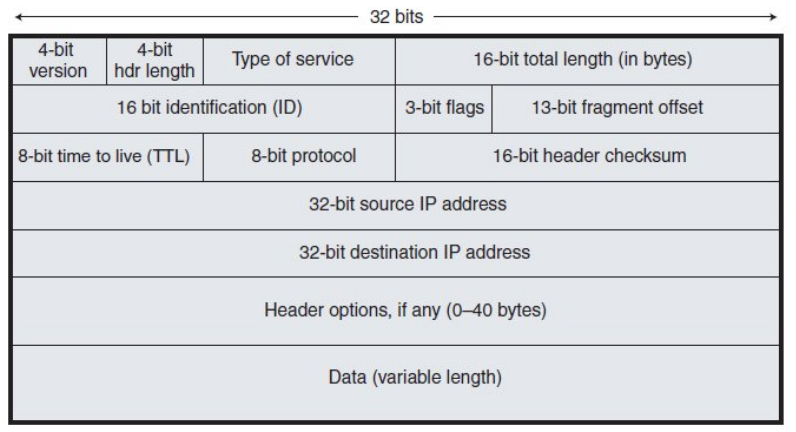 32 bits
4-bit
version
4-bit
hdr length
Type of service
16-bit total length (in bytes)
16 bit identification (ID)
3-bit flags
13-bit fragment offset
8-bit time to live (TTL)
8-bit protocol
16-bit header checksum
32-bit source IP address
32-bit destination IP address
Header options, if any (0–40 bytes)
Data (variable length)